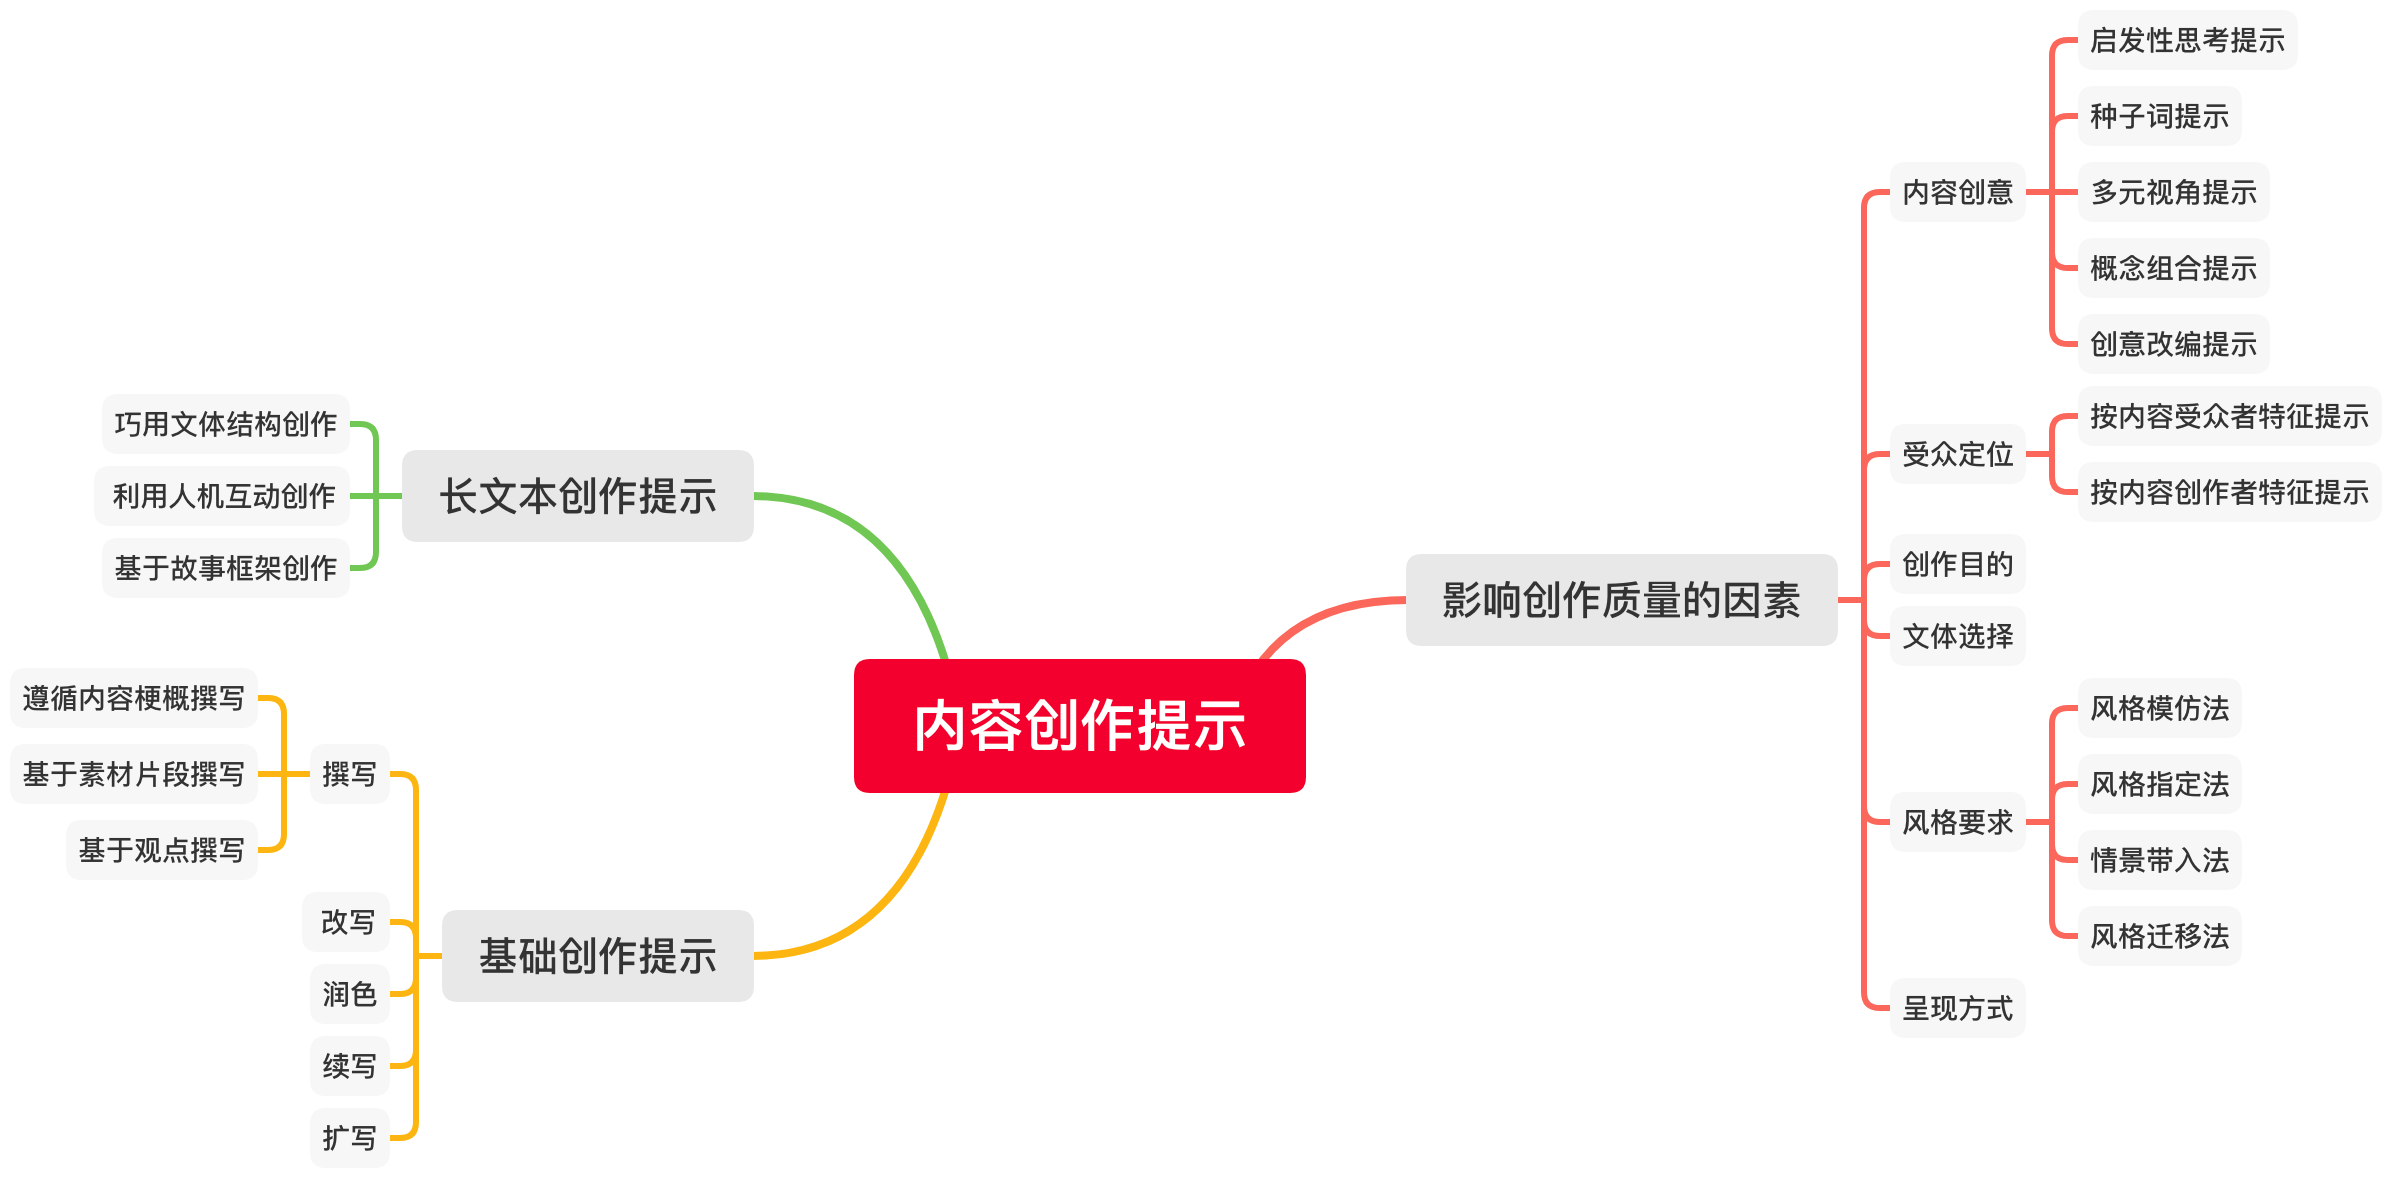 内容创作提示
影响创作质量的因素
内容创意
启发性思考提示
种子词提示
多元视角提示
概念组合提示
创意改编提示
受众定位
按内容受众者特征提示
按内容创作者特征提示
创作目的
文体选择
风格要求
风格模仿法
风格指定法
情景带入法
风格迁移法
呈现方式
长文本创作提示
巧用文体结构创作
利用人机互动创作
基于故事框架创作
基础创作提示
撰写
遵循内容梗概撰写
基于素材片段撰写
基于观点撰写
改写
润色
续写
扩写